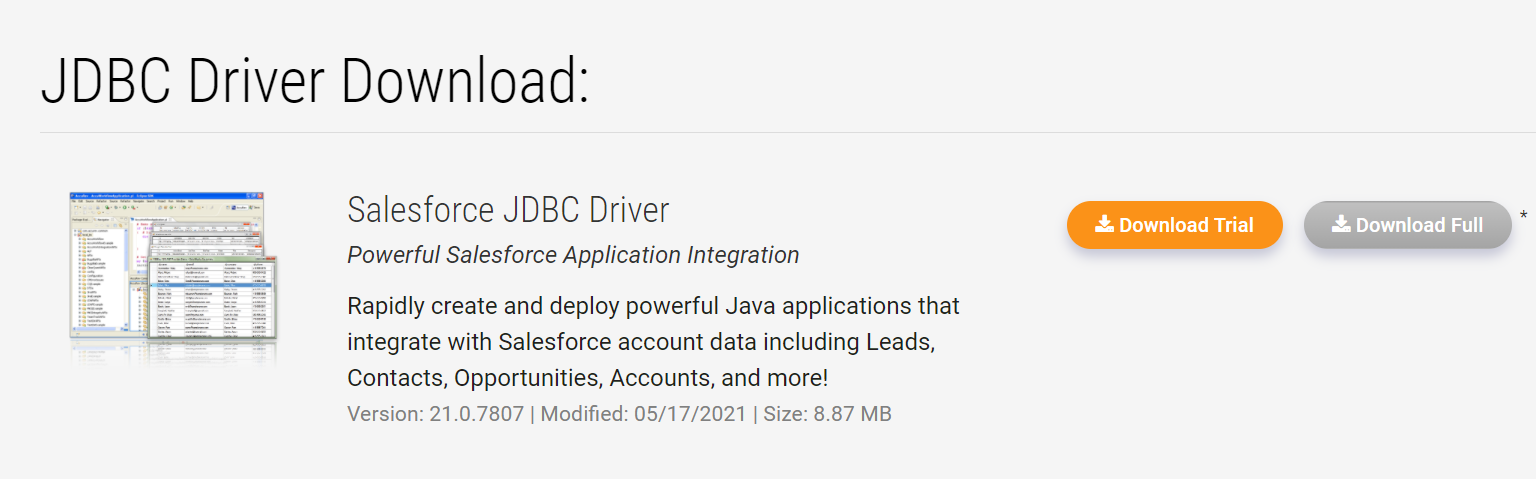 JDBC Driver Download:
Salesforce JDBC Driver
Download Trial
Download Full
*
Powerful Salesforce Application Integration
Rapidly create and deploy powerful Java applications that
integrate with Salesforce account data including Leads,
Contacts, Opportunities, Accounts, and more!
Version: 21.0.7807 | Modified: 05/17/2021 | Size: 8.87 MB